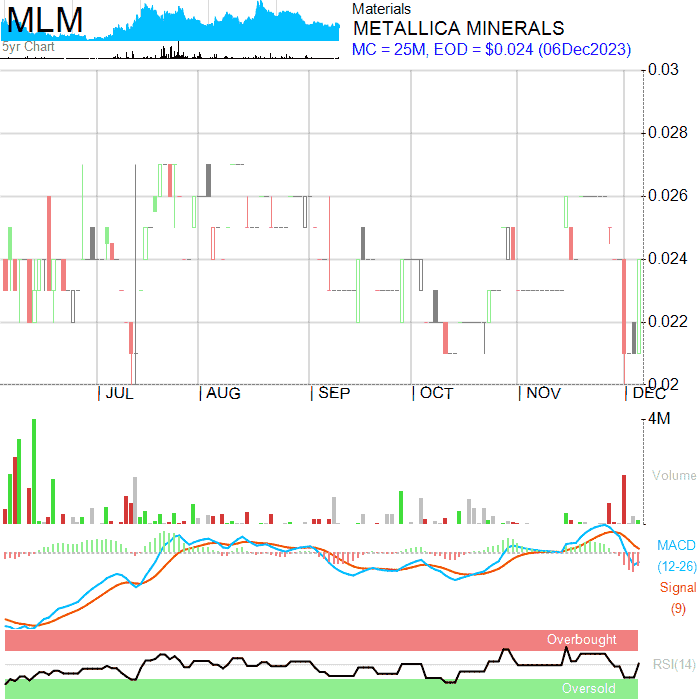 MLM
5yr Chart
Materials
METALLICA MINERALS
MC = 25M, EOD = $0.024 (06Dec2023)
0.03
0.028
0.026
0.024
0.022
0.02
JUL AUG SEP OCT NOV DEC
4M
Volume
MACD
(12-26)
Signal
(9)
Overbought
RSI(14)
Oversold